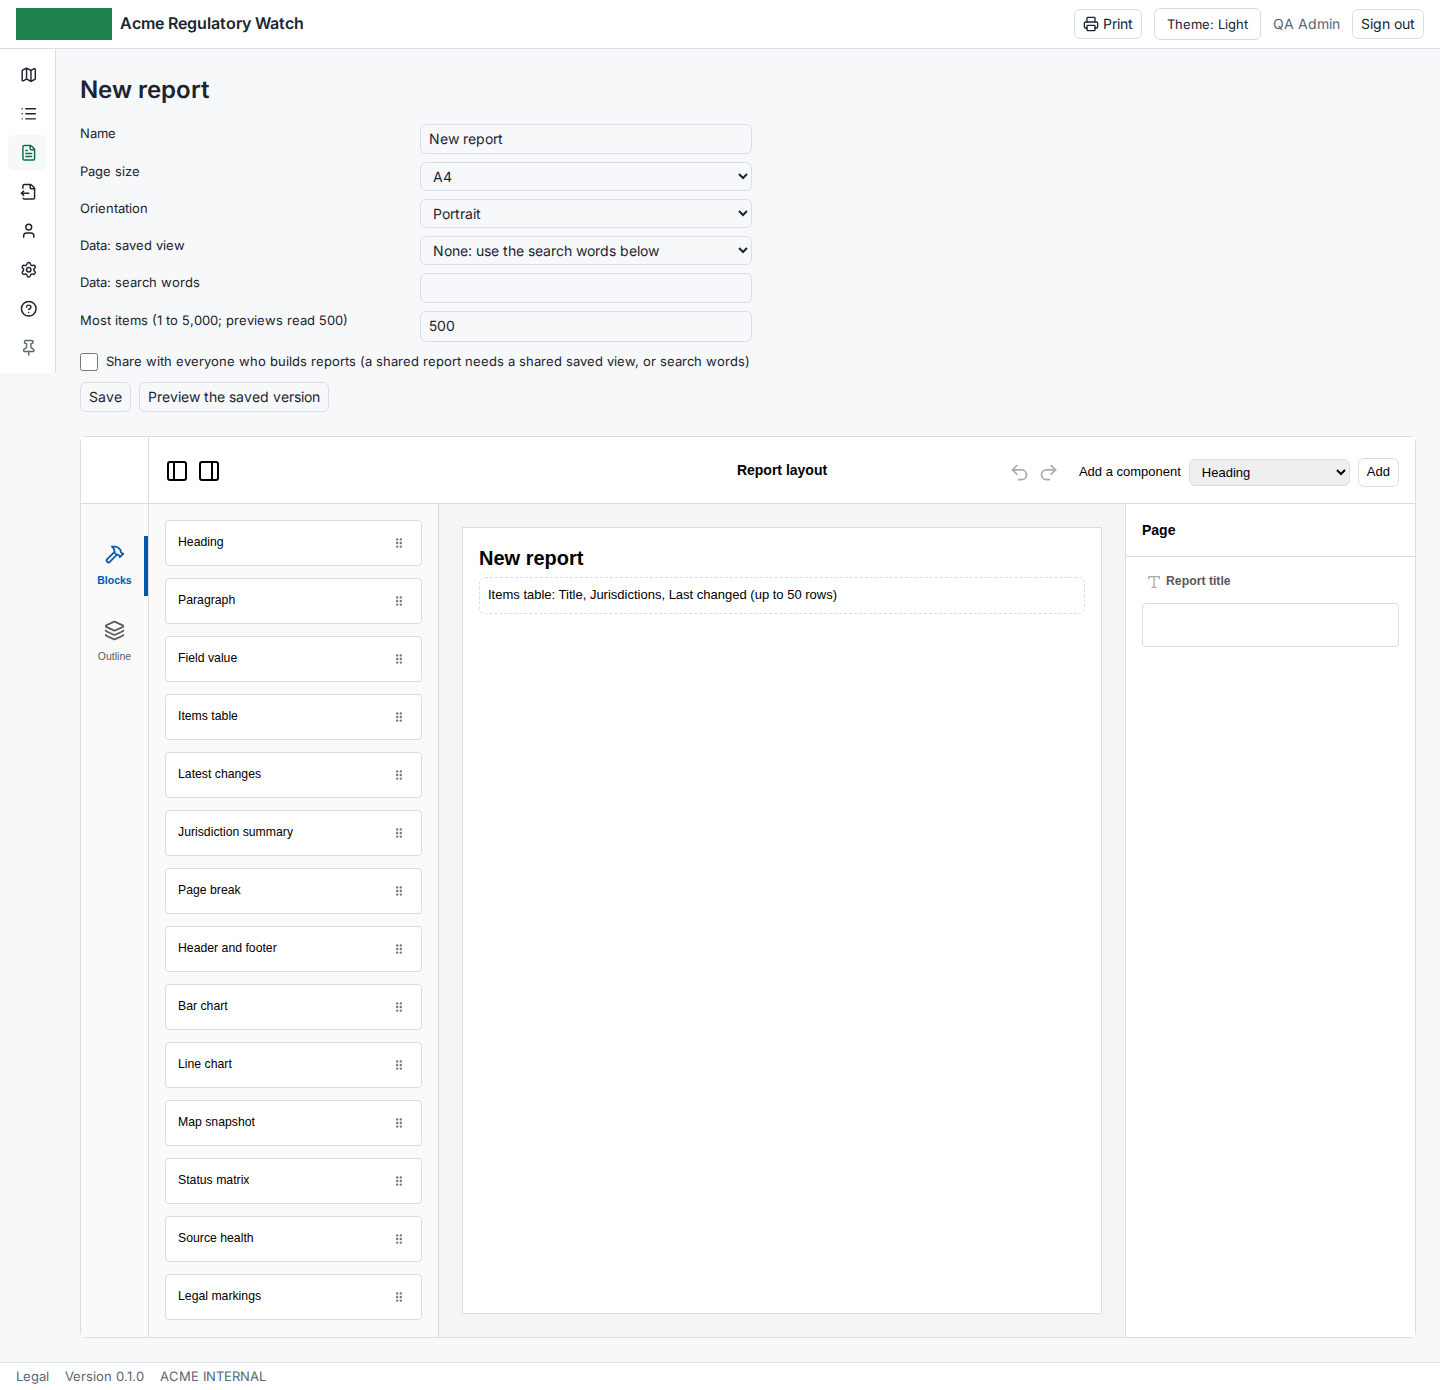 Acme Regulatory Watch
Print
Theme: Light
QA Admin
Sign out
New report
Name
New report
Page size
A4
Orientation
Portrait
Data: saved view
None: use the search words below
Data: search words
Most items (1 to 5,000; previews read 500)
500
Share with everyone who builds reports (a shared report needs a shared saved view, or search words)
Save
Preview the saved version
Report layout
Add a component
Heading
Add
Blocks
Outline
Heading
Paragraph
Field value
Items table
Latest changes
Jurisdiction summary
Page break
Header and footer
Bar chart
Line chart
Map snapshot
Status matrix
Source health
Legal markings
New report
Items table: Title, Jurisdictions, Last changed (up to 50 rows)
Page
Report title
Legal
Version 0.1.0
ACME INTERNAL